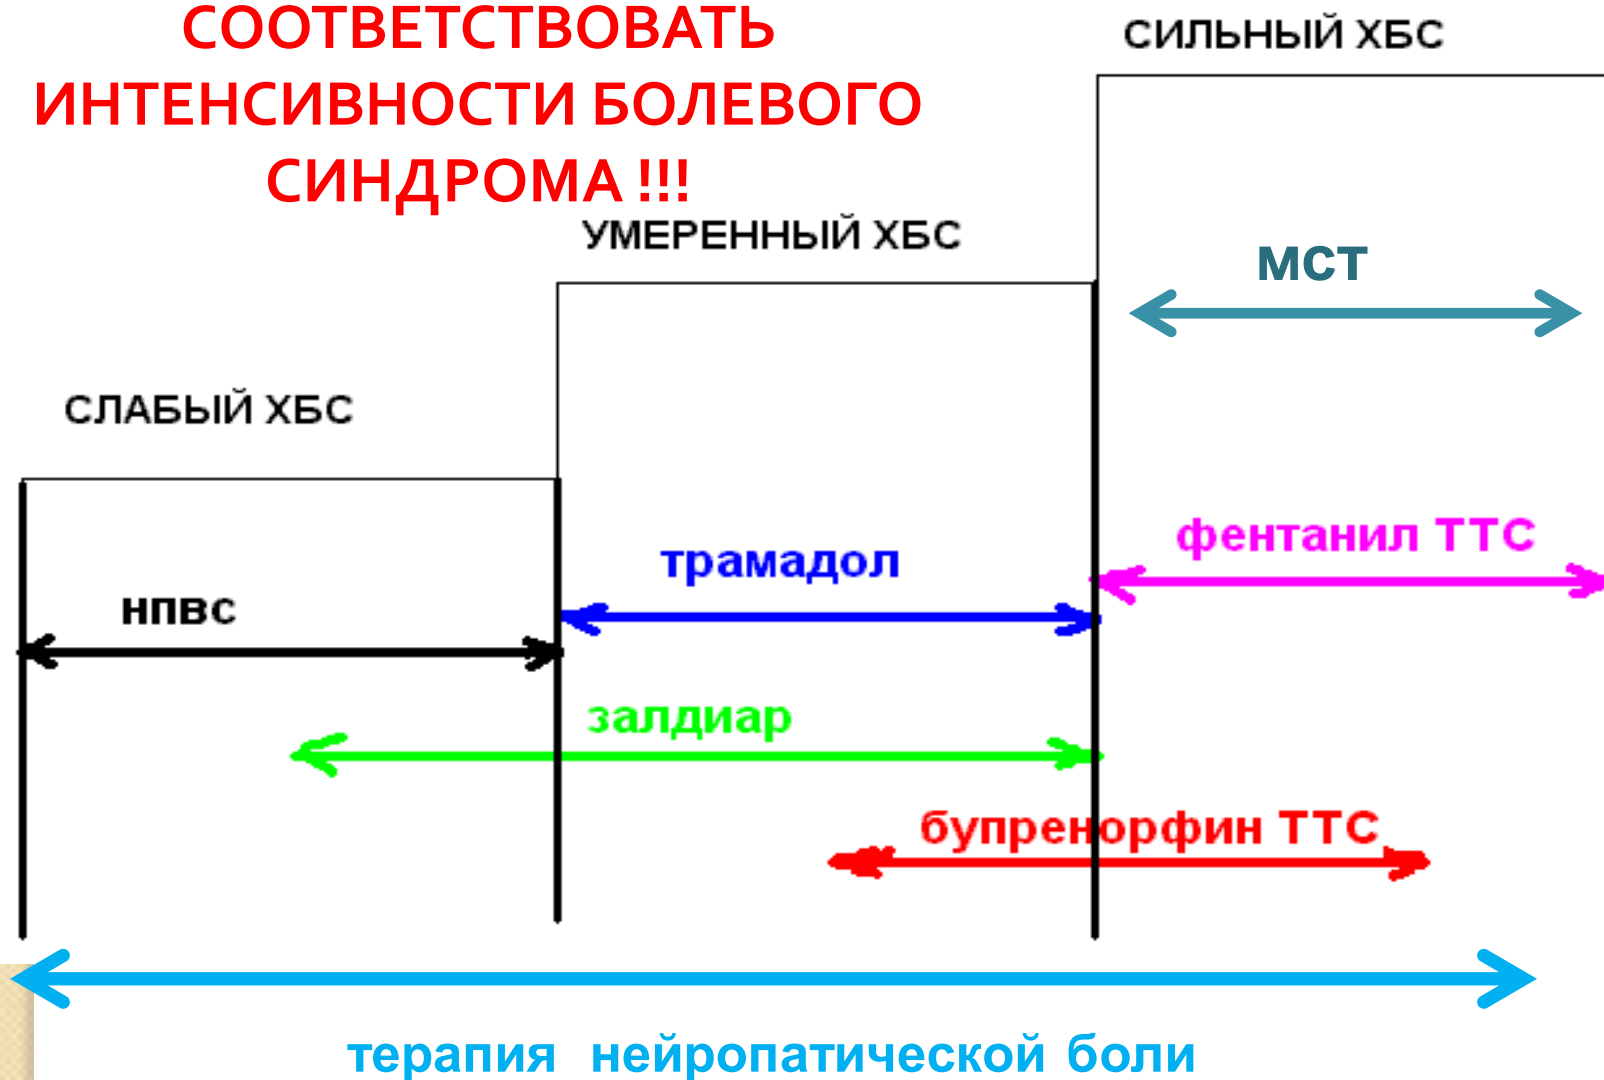 СООТВЕТСТВОВАТЬ
ИНТЕНСИВНОСТИ БОЛЕВОГО
СИНДРОМА !!!
СИЛЬНЫЙ ХБС
УМЕРЕННЫЙ ХБС
МСТ
СЛАБЫЙ ХБС
фентанил ТТС
трамадол
нпвс
залдиар
бупренорфин ТТС
терапия нейропатической боли